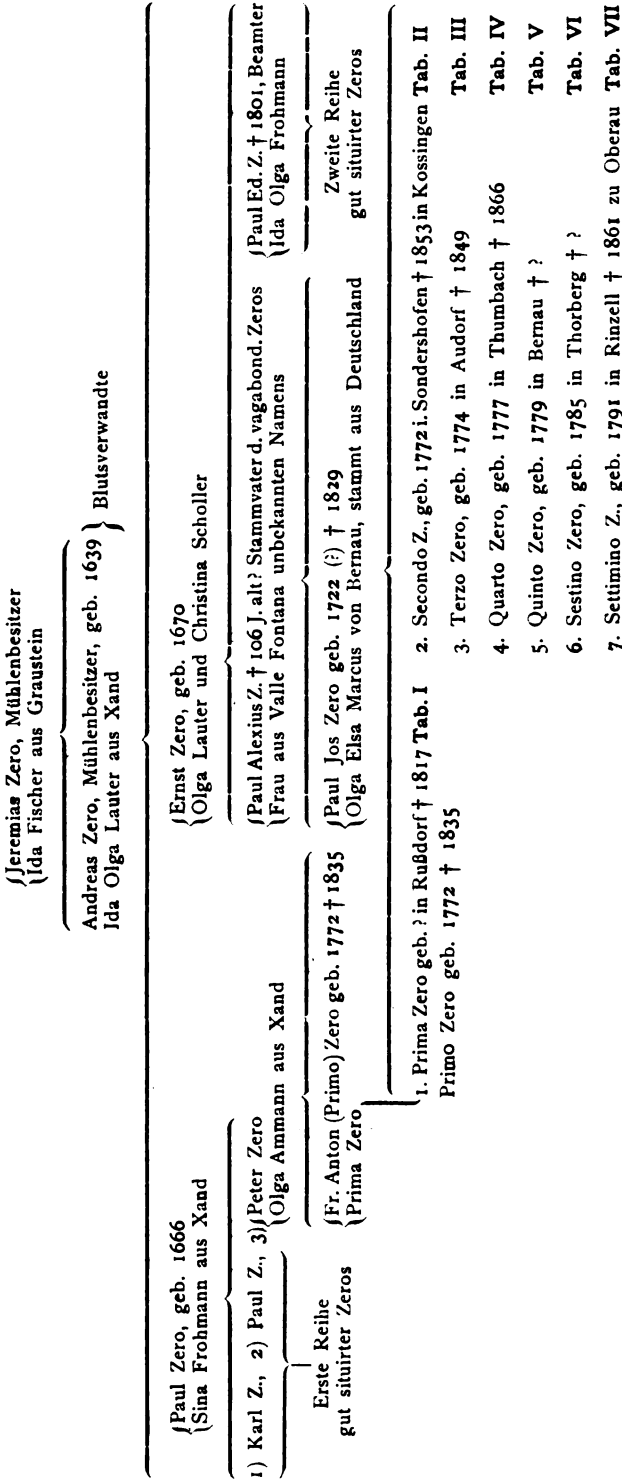 Jeremias Zero, Mühlenbesitzer
Ida Fischer aus Graustein
Andreas Zero, Mühlenbesitzer, geb. 1639 } Blutsverwandte
Ida Olga Lauter aus Xand
Paul Zero, geb. 1666
Sina Frohmann aus Xand
Ernst Zero, geb. 1670
Olga Lauter und Christina Scholler
1) Karl Z., 2) Paul Z., 3) Peter Zero
Olga Ammann aus Xand
Paul Alexius Z. † 106 J. alt? Stammvater d. vagabond. Zeros
Frau aus Valle Fontana unbekannten Namens
Paul Ed. Z. † 1801, Beamter
Ida Olga Frohmann
Erste Reihe
gut situirter Zeros
Fr. Anton (Primo) Zero geb. 1772 † 1835
Prima Zero
Paul Jos Zero geb. 1722 (?) † 1829
Olga Elsa Marcus von Bernau, stammt aus Deutschland
Zweite Reihe
gut situirter Zeros
1. Prima Zero geb. ? in Rußdorf † 1817 Tab. I
Primo Zero geb. 1772 † 1835
2. Secondo Z., geb. 1772 i. Sondershofen † 1853 in Kossingen Tab. II
3. Terzo Zero, geb. 1774 in Audorf † 1849 Tab. III
4. Quarto Zero, geb. 1777 in Thumbach † 1866 Tab. IV
5. Quinto Zero, geb. 1779 in Bernau † ? Tab. V
6. Sestino Zero, geb. 1785 in Thorberg † ? Tab. VI
7. Settimino Z., geb. 1791 in Rinzell † 1861 zu Oberau Tab. VII